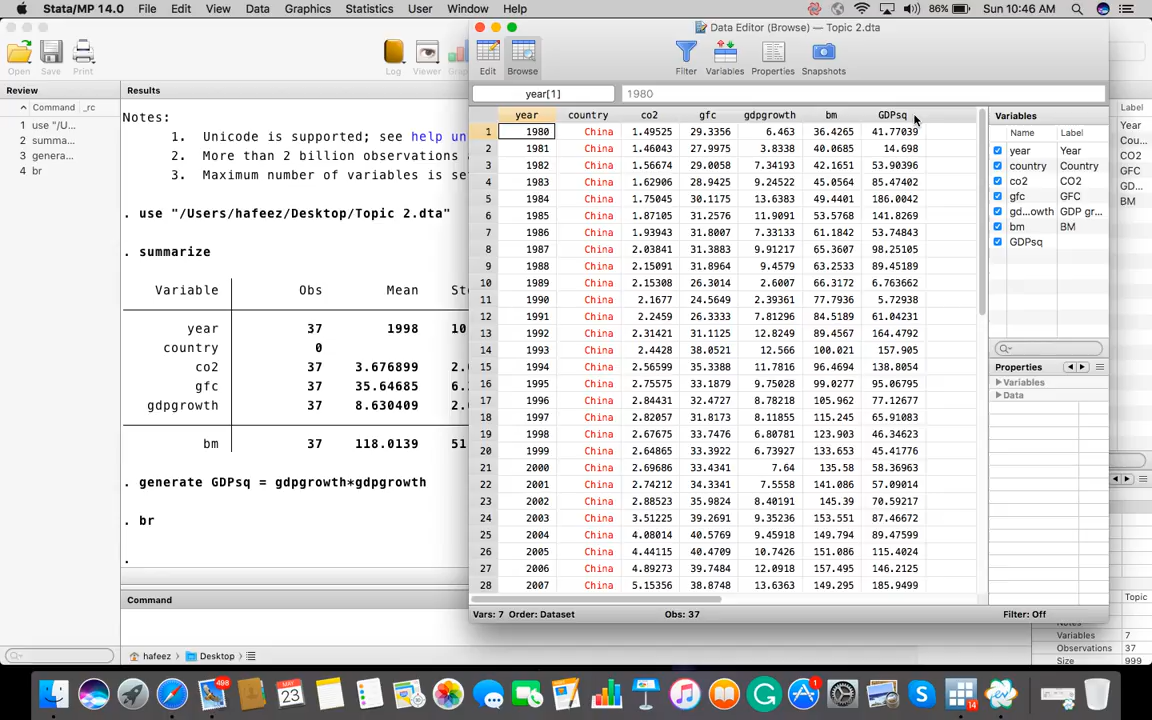 Stata/MP 14.0 File Edit View Data Graphics Statistics User Window Help 86% Sun 10:46 AM
Open Save Print Log Viewer
Data Editor (Browse) — Topic 2.dta
Edit Browse Filter Variables Properties Snapshots
Review
Command _rc
1 use "/U...
2 summa...
3 genera...
4 br
Results
Notes:
1. Unicode is supported; see help un
2. More than 2 billion observations
3. Maximum number of variables is se
. use "/Users/hafeez/Desktop/Topic 2.dta"
. summarize
Variable Obs Mean St
year 37 1998 10
country 0
co2 37 3.676899 2.
gfc 37 35.64685 6.
gdpgrowth 37 8.630409 2.
bm 37 118.0139 51
. generate GDPsq = gdpgrowth*gdpgrowth
. br
.
Command
hafeez Desktop
year[1] 1980
year country co2 gfc gdpgrowth bm GDPsq
1 1980 China 1.49525 29.3356 6.463 36.4265 41.77039
2 1981 China 1.46043 27.9975 3.8338 40.0685 14.698
3 1982 China 1.56674 29.0058 7.34193 42.1651 53.90396
4 1983 China 1.62906 28.9425 9.24522 45.0564 85.47402
5 1984 China 1.75045 30.1175 13.6383 49.4401 186.0042
6 1985 China 1.87105 31.2576 11.9091 53.5768 141.8269
7 1986 China 1.93943 31.8007 7.33133 61.1842 53.74843
8 1987 China 2.03841 31.3883 9.91217 65.3607 98.25105
9 1988 China 2.15091 31.8964 9.4579 63.2533 89.45189
10 1989 China 2.15308 26.3014 2.6007 66.3172 6.763662
11 1990 China 2.1677 24.5649 2.39361 77.7936 5.72938
12 1991 China 2.2459 26.3333 7.81296 84.5189 61.04231
13 1992 China 2.31421 31.1125 12.8249 89.4567 164.4792
14 1993 China 2.4428 38.0521 12.566 100.021 157.905
15 1994 China 2.56599 35.3388 11.7816 96.4694 138.8054
16 1995 China 2.75575 33.1879 9.75028 99.0277 95.06795
17 1996 China 2.84431 32.4727 8.78218 105.962 77.12677
18 1997 China 2.82057 31.8173 8.11855 115.245 65.91083
19 1998 China 2.67675 33.7476 6.80781 123.903 46.34623
20 1999 China 2.64865 33.3922 6.73927 133.653 45.41776
21 2000 China 2.69686 33.4341 7.64 135.58 58.36963
22 2001 China 2.74212 34.3341 7.5558 141.086 57.09014
23 2002 China 2.88523 35.9824 8.40191 145.39 70.59217
24 2003 China 3.51225 39.2691 9.35236 153.551 87.46672
25 2004 China 4.08014 40.5769 9.45918 149.794 89.47599
26 2005 China 4.44115 40.4709 10.7426 151.086 115.4024
27 2006 China 4.89273 39.7484 12.0918 157.495 146.2125
28 2007 China 5.15356 38.8748 13.6363 149.295 185.9499
Vars: 7 Order: Dataset Obs: 37 Filter: Off
Variables
Name Label
year Year
country Country
co2 CO2
gfc GFC
gd...owth GDP gr...
bm BM
GDPsq
Properties
Variables
Data
Label
Year
Cou...
CO2
GFC
GD...
BM
Topic
Notes
Variables 7
Observations 37
Size 999
MAY
23
498
1
14